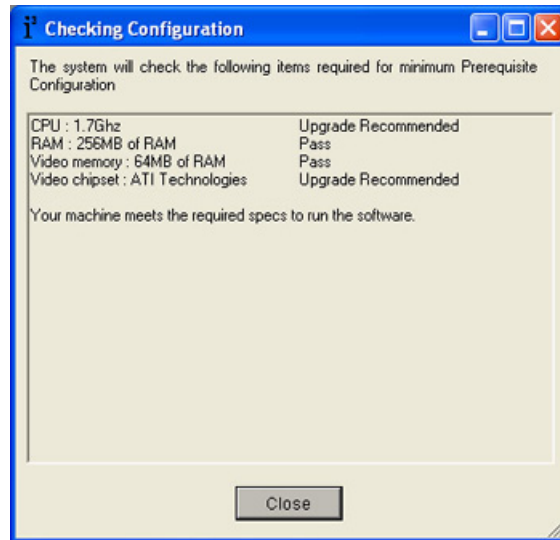 i³ Checking Configuration
The system will check the following items required for minimum Prerequisite
Configuration
CPU : 1.7Ghz Upgrade Recommended
RAM : 256MB of RAM Pass
Video memory : 64MB of RAM Pass
Video chipset : ATI Technologies Upgrade Recommended
Your machine meets the required specs to run the software.
Close